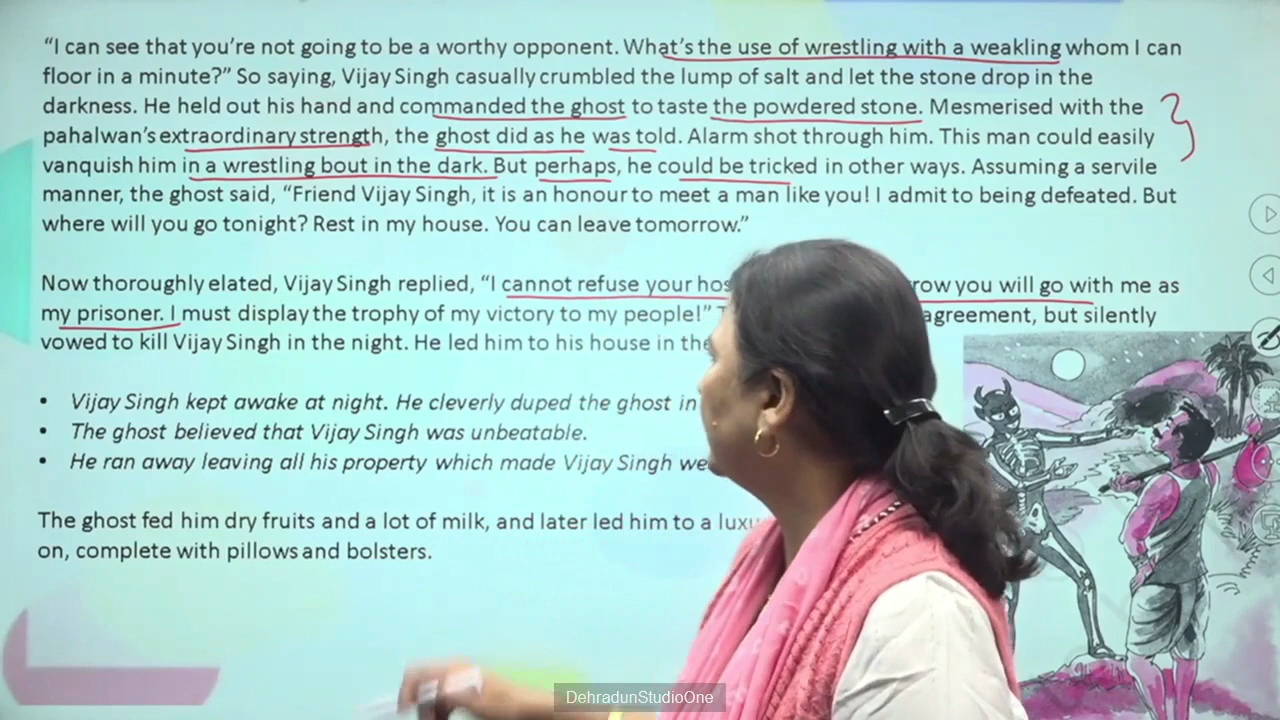 “I can see that you’re not going to be a worthy opponent. What’s the use of wrestling with a weakling whom I can
floor in a minute?” So saying, Vijay Singh casually crumbled the lump of salt and let the stone drop in the
darkness. He held out his hand and commanded the ghost to taste the powdered stone. Mesmerised with the
pahalwan’s extraordinary strength, the ghost did as he was told. Alarm shot through him. This man could easily
vanquish him in a wrestling bout in the dark. But perhaps, he could be tricked in other ways. Assuming a servile
manner, the ghost said, “Friend Vijay Singh, it is an honour to meet a man like you! I admit to being defeated. But
where will you go tonight? Rest in my house. You can leave tomorrow.”
Now thoroughly elated, Vijay Singh replied, “I cannot refuse your you will go with me as
my prisoner. I must display the trophy of my victory to my people!” agreement, but silently
vowed to kill Vijay Singh in the night. He led him to his house in
• Vijay Singh kept awake at night. He cleverly duped the ghost in
• The ghost believed that Vijay Singh was unbeatable.
• He ran away leaving all his property which made Vijay Singh
The ghost fed him dry fruits and a lot of milk, and later led him to a
on, complete with pillows and bolsters.
DehradunStudioOne